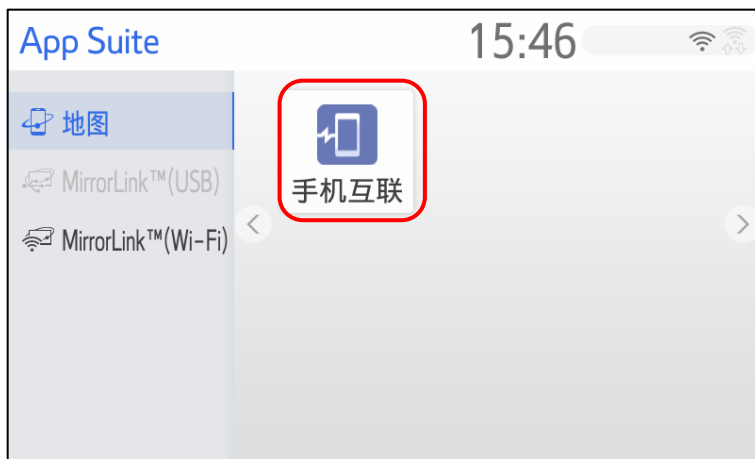 App Suite 15:46
地图
手机互联
MirrorLink™(USB)
MirrorLink™(Wi-Fi)